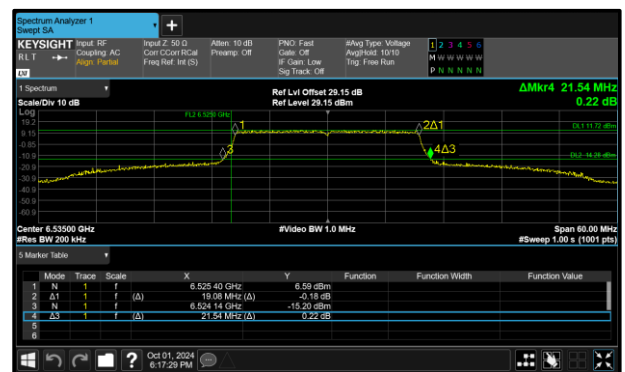 Spectrum Analyzer 1
Swept SA
+
KEYSIGHT Input: RF Input Z: 50 Ω Atten: 10 dB PNO: Fast #Avg Type: Voltage 1 2 3 4 5 6
RLT Coupling: AC Corr CCorr RCal Preamp: Off Gate: Off Avg|Hold: 10/10 M W W W W W
Align: Partial Freq Ref: Int (S) IF Gain: Low Trig: Free Run
Sig Track: Off P N N N N N
LXI
1 Spectrum Ref Lvl Offset 29.15 dB ΔMkr4 21.54 MHz
Scale/Div 10 dB Ref Level 29.15 dBm 0.22 dB
Log
19.2
FL2 6.5250 GHz
1 2Δ1 DL1 11.72 dBm
9.15
-0.85
3 4Δ3 DL2 -14.28 dBm
-10.9
-20.9
-30.9
-40.9
-50.9
-60.9
Center 6.53500 GHz #Video BW 1.0 MHz Span 60.00 MHz
#Res BW 200 kHz #Sweep 1.00 s (1001 pts)
5 Marker Table
Mode Trace Scale X Y Function Function Width Function Value
1 N 1 f 6.525 40 GHz 6.59 dBm
2 Δ1 1 f (Δ) 19.08 MHz (Δ) -0.18 dB
3 N 1 f 6.524 14 GHz -15.20 dBm
4 Δ3 1 f (Δ) 21.54 MHz (Δ) 0.22 dB
5
6
? Oct 01, 2024
6:17:29 PM